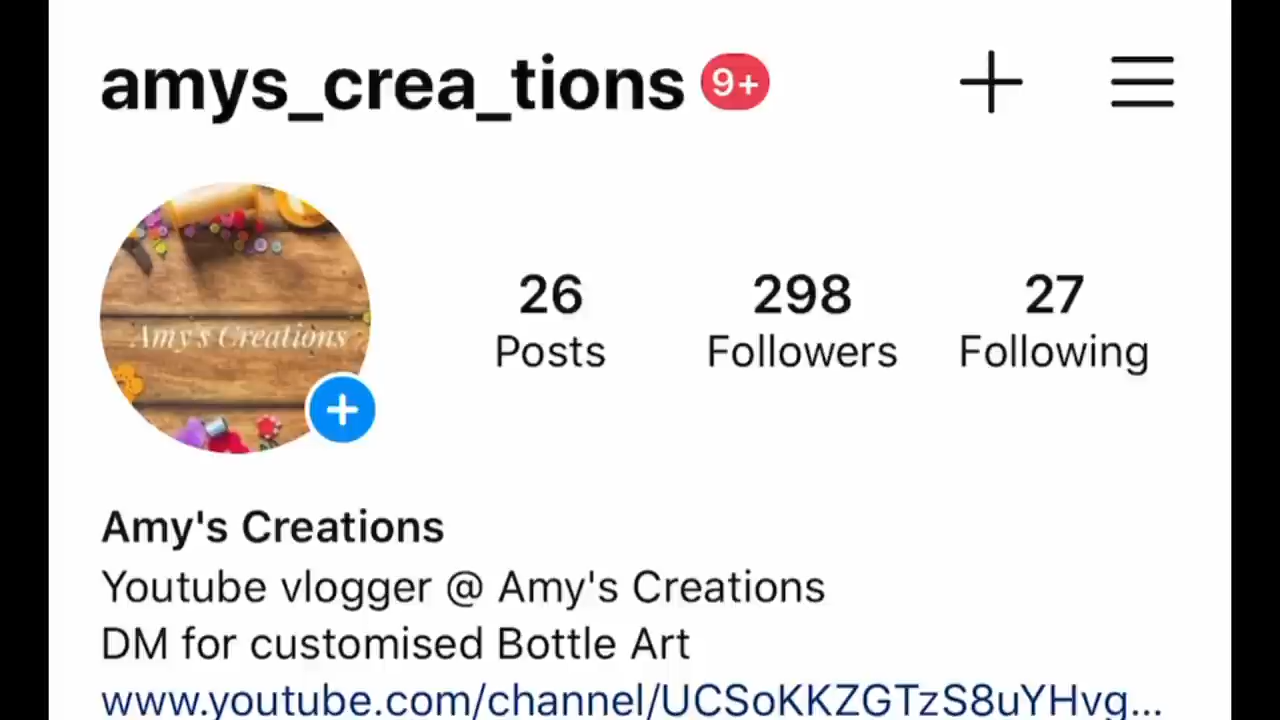 amys_crea_tions 9+
Amy's Creations
26 298 27
Posts Followers Following
Amy's Creations
Youtube vlogger @ Amy's Creations
DM for customised Bottle Art
www.youtube.com/channel/UCSoKKZGTzS8uYHvg...